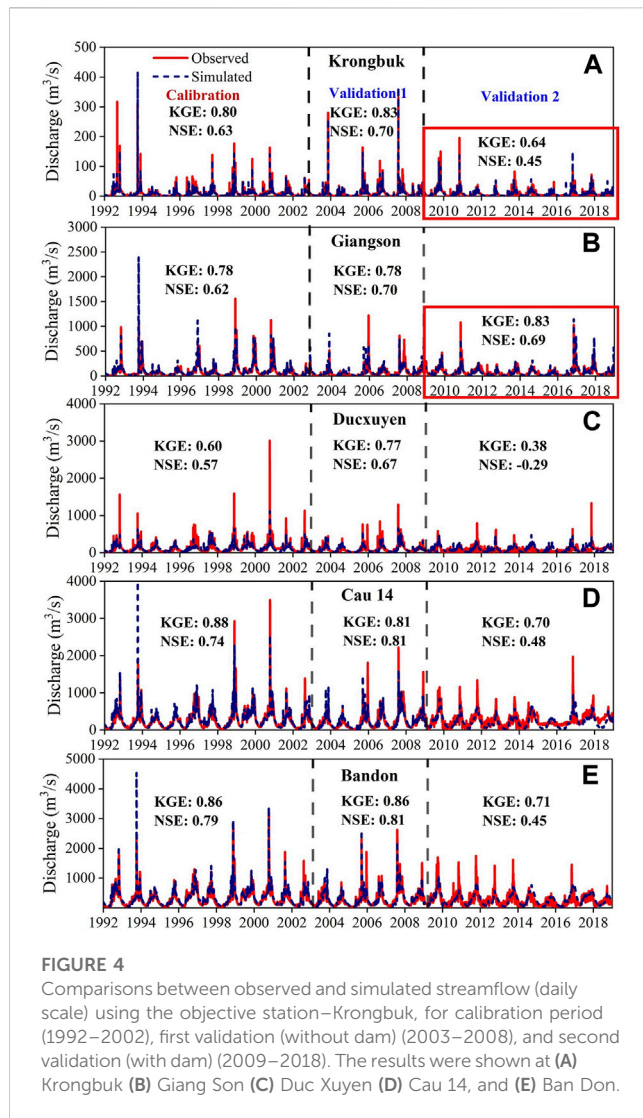 Observed
Simulated
Krongbuk
A
Calibration
Validation 1
Validation 2
KGE: 0.80
NSE: 0.63
KGE: 0.83
NSE: 0.70
KGE: 0.64
NSE: 0.45
Discharge (m³/s)
500
400
300
200
100
0
1992 1994 1996 1998 2000 2002 2004 2006 2008 2010 2012 2014 2016 2018
Giangson
B
KGE: 0.78
NSE: 0.62
KGE: 0.78
NSE: 0.70
KGE: 0.83
NSE: 0.69
Discharge (m³/s)
3000
2500
2000
1500
1000
500
0
1992 1994 1996 1998 2000 2002 2004 2006 2008 2010 2012 2014 2016 2018
Ducxuyen
C
KGE: 0.60
NSE: 0.57
KGE: 0.77
NSE: 0.67
KGE: 0.38
NSE: -0.29
Discharge (m³/s)
4000
3000
2000
1000
0
1992 1994 1996 1998 2000 2002 2004 2006 2008 2010 2012 2014 2016 2018
Cau 14
D
KGE: 0.88
NSE: 0.74
KGE: 0.81
NSE: 0.81
KGE: 0.70
NSE: 0.48
Discharge (m³/s)
4000
3000
2000
1000
0
1992 1994 1996 1998 2000 2002 2004 2006 2008 2010 2012 2014 2016 2018
Bandon
E
KGE: 0.86
NSE: 0.79
KGE: 0.86
NSE: 0.81
KGE: 0.71
NSE: 0.45
Discharge (m³/s)
5000
4000
3000
2000
1000
1992 1994 1996 1998 2000 2002 2004 2006 2008 2010 2012 2014 2016 2018
FIGURE 4
Comparisons between observed and simulated streamflow (daily
scale) using the objective station–Krongbuk, for calibration period
(1992–2002), first validation (without dam) (2003–2008), and second
validation (with dam) (2009–2018). The results were shown at (A)
Krongbuk (B) Giang Son (C) Duc Xuyen (D) Cau 14, and (E) Ban Don.